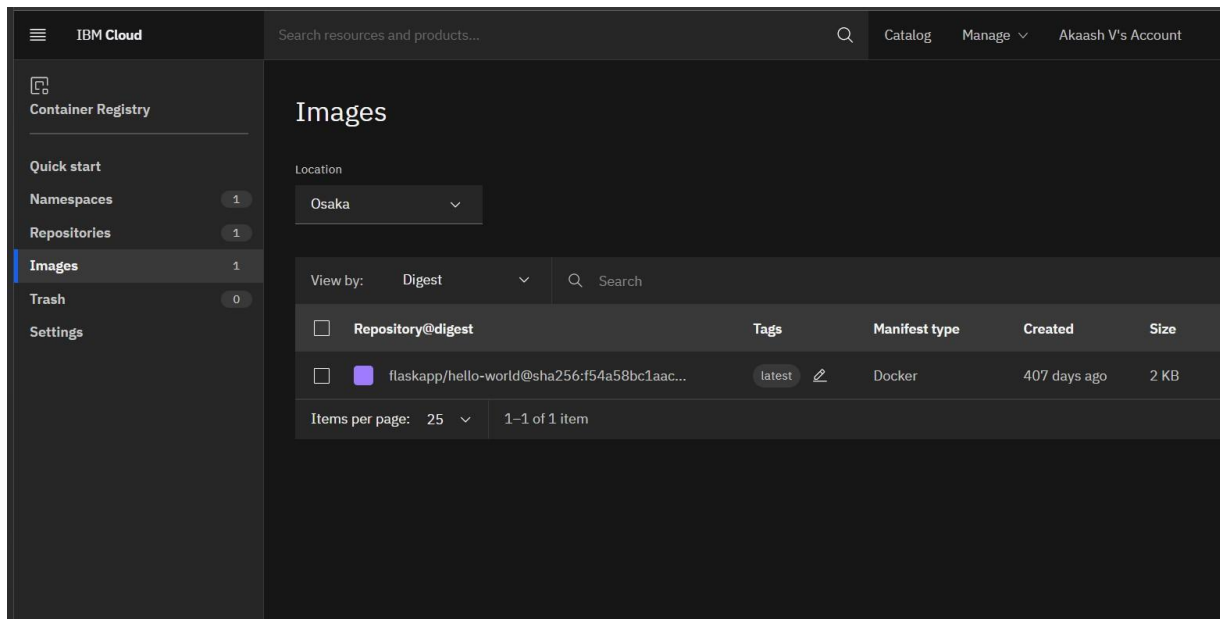 IBM Cloud
Search resources and products...
Catalog
Manage
Akaash V's Account
Container Registry
Quick start
Namespaces 1
Repositories 1
Images 1
Trash 0
Settings
Images
Location
Osaka
View by: Digest
Search
Repository@digest Tags Manifest type Created Size
flaskapp/hello-world@sha256:f54a58bc1aac... latest Docker 407 days ago 2 KB
Items per page: 25 1–1 of 1 item